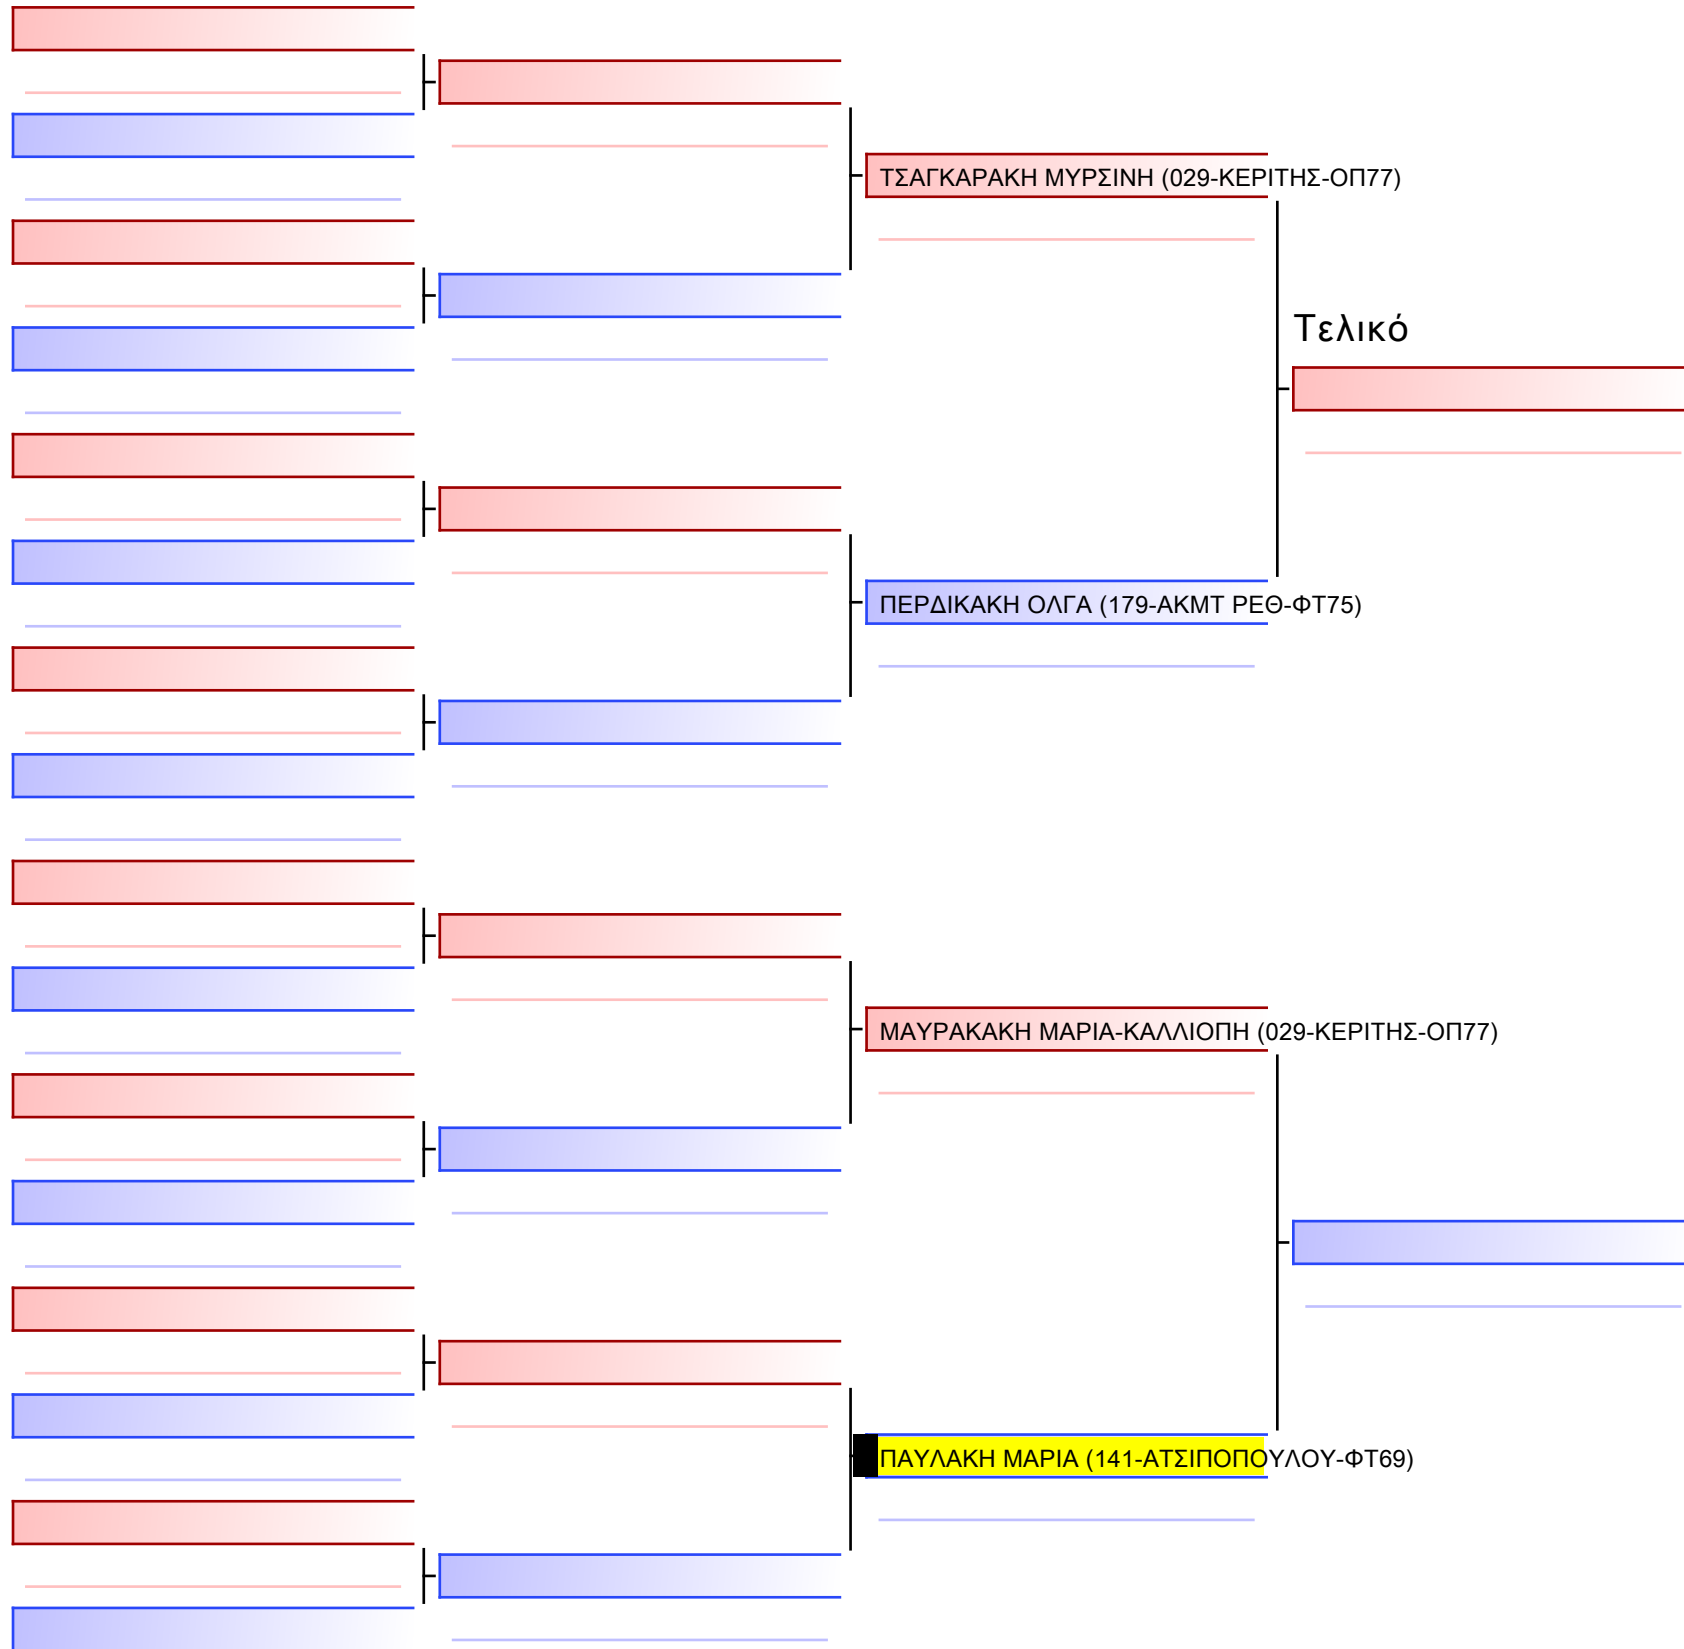 ΤΣΑΓΚΑΡΑΚΗ ΜΥΡΣΙΝΗ (029-ΚΕΡΙΤΗΣ-ΟΠ77)
Τελικό
ΠΕΡΔΙΚΑΚΗ ΟΛΓΑ (179-ΑΚΜΤ ΡΕΘ-ΦΤ75)
ΜΑΥΡΑΚΑΚΗ ΜΑΡΙΑ-ΚΑΛΛΙΟΠΗ (029-ΚΕΡΙΤΗΣ-ΟΠ77)
ΠΑΥΛΑΚΗ ΜΑΡΙΑ (141-ΑΤΣΙΠΟΠΟΥΛΟΥ-ΦΤ69)